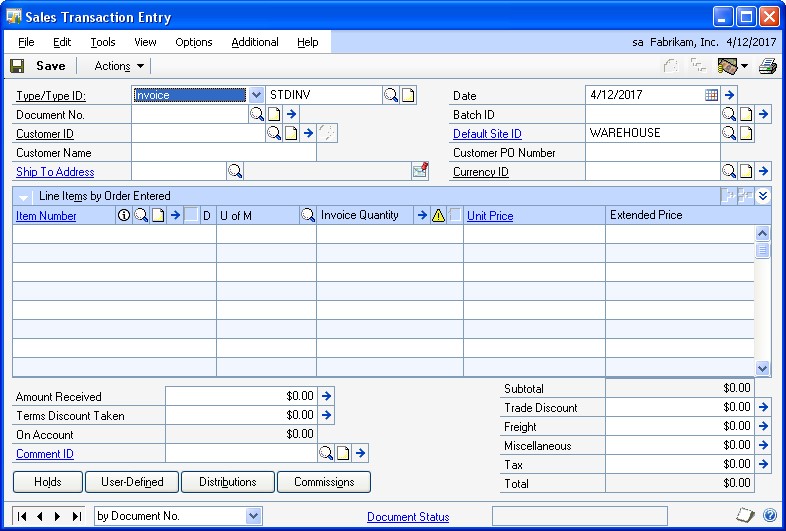 Sales Transaction Entry
File Edit Tools View Options Additional Help sa Fabrikam, Inc. 4/12/2017
Save Actions
Type/Type ID: Invoice STDINV Date 4/12/2017
Document No. Batch ID
Customer ID Default Site ID WAREHOUSE
Customer Name Customer PO Number
Ship To Address Currency ID
Line Items by Order Entered
Item Number D U of M Invoice Quantity Unit Price Extended Price
Amount Received $0.00 Subtotal $0.00
Terms Discount Taken $0.00 Trade Discount $0.00
On Account $0.00 Freight $0.00
Comment ID Miscellaneous $0.00
Tax $0.00
Holds User-Defined Distributions Commissions Total $0.00
by Document No. Document Status